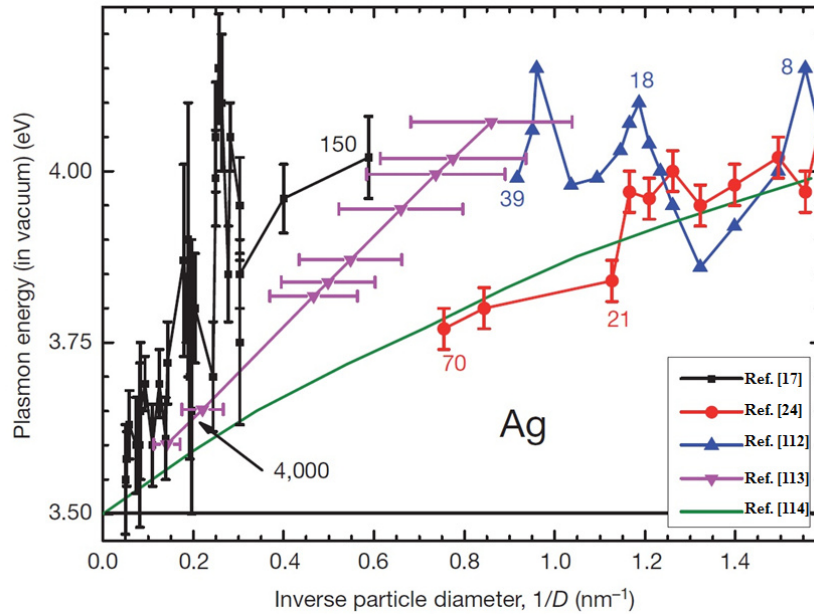 4.00
3.75
3.50
Plasmon energy (in vacuum) (eV)
150
39
18
8
21
70
4,000
Ag
Ref. [17]
Ref. [24]
Ref. [112]
Ref. [113]
Ref. [114]
0.0 0.2 0.4 0.6 0.8 1.0 1.2 1.4
Inverse particle diameter, 1/D (nm⁻¹)